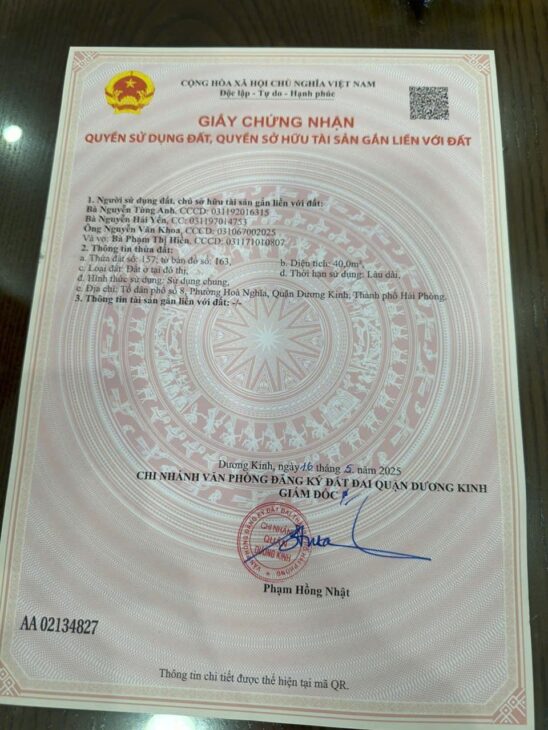 CỘNG HÒA XÃ HỘI CHỦ NGHĨA VIỆT NAM
Độc lập - Tự do - Hạnh phúc
GIẤY CHỨNG NHẬN
QUYỀN SỬ DỤNG ĐẤT, QUYỀN SỞ HỮU TÀI SẢN GẮN LIỀN VỚI ĐẤT
1. Người sử dụng đất, chủ sở hữu tài sản gắn liền với đất:
Bà Nguyễn Tùng Anh, CCCD: 031192016315
Bà Nguyễn Hải Yến, CC: 031197014753
Ông Nguyễn Văn Khoa, CCCD: 031067002025
Và vợ: Bà Phạm Thị Hiền, CCCD: 031171010807
2. Thông tin thửa đất:
a. Thửa đất số: 157; tờ bản đồ số: 163, b. Diện tích: 40,0m²,
c. Loại đất: Đất ở tại đô thị, d. Thời hạn sử dụng: Lâu dài,
đ. Hình thức sử dụng: Sử dụng chung,
e. Địa chỉ: Tổ dân phố số 8, Phường Hoà Nghĩa, Quận Dương Kinh, Thành phố Hải Phòng.
3. Thông tin tài sản gắn liền với đất: -/-
Dương Kinh, ngày 16 tháng 5. năm 2025
CHI NHÁNH VĂN PHÒNG ĐĂNG KÝ ĐẤT ĐAI QUẬN DƯƠNG KINH
GIÁM ĐỐC
CHI NHÁNH
QUẬN
DƯƠNG KINH
Phạm Hồng Nhật
AA 02134827
Thông tin chi tiết được thể hiện tại mã QR.